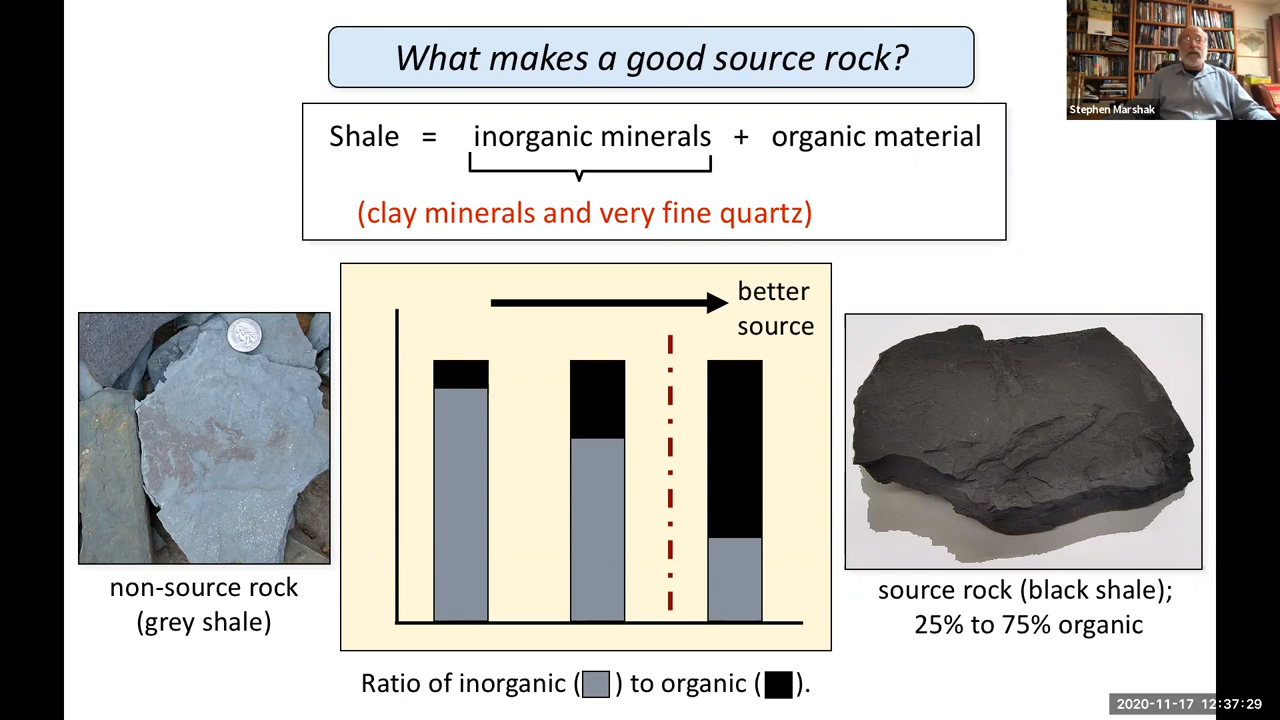 What makes a good source rock?
Stephen Marshak
Shale = inorganic minerals + organic material
(clay minerals and very fine quartz)
better
source
non-source rock
(grey shale)
source rock (black shale);
25% to 75% organic
Ratio of inorganic ( ) to organic ( ).
2020-11-17 12:37:29